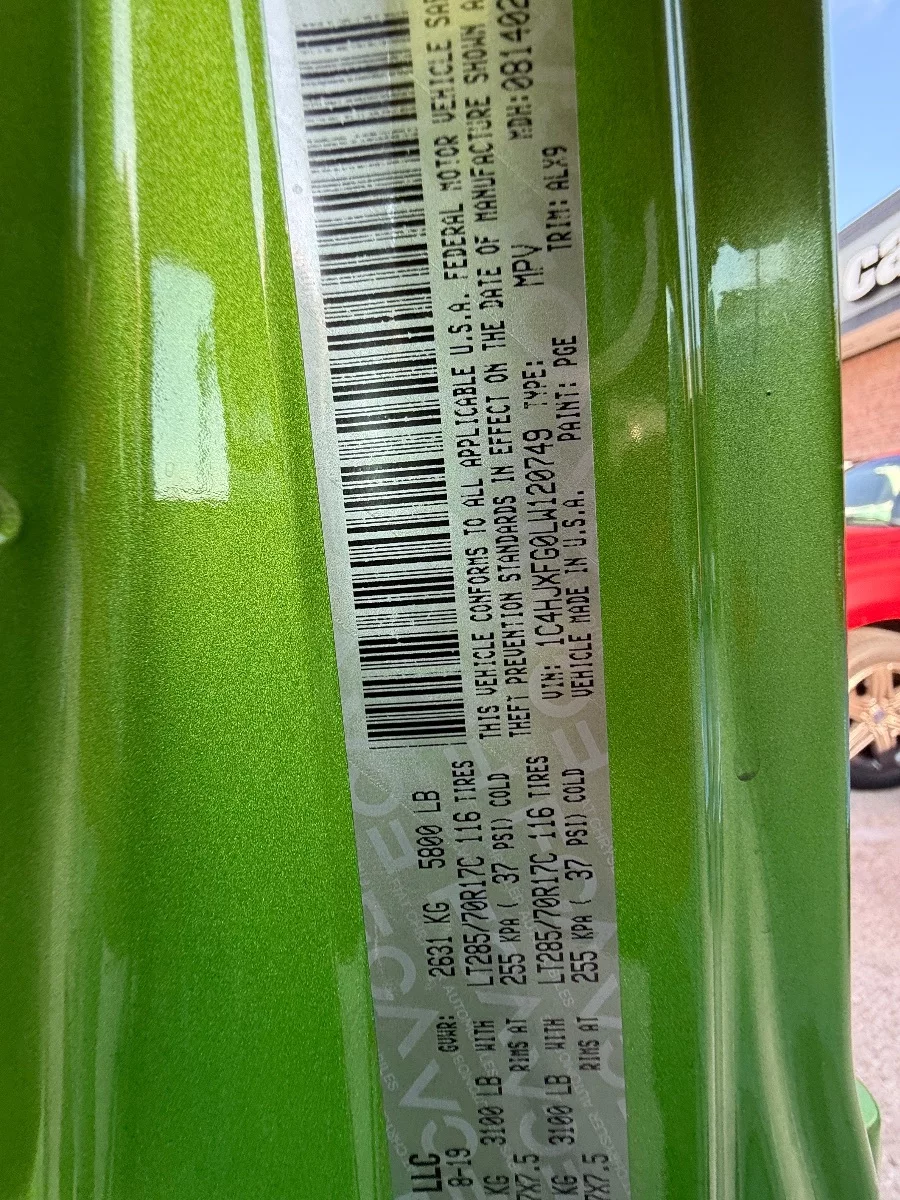 LLC
8-19 GVWR: 2631 KG 5800 LB
KG 3100 LB WITH LT285/70R17C 116 TIRES
7X7.5 RIMS AT 255 KPA ( 37 PSI) COLD
KG 3100 LB WITH LT285/70R17C 116 TIRES
7X7.5 RIMS AT 255 KPA ( 37 PSI) COLD
THIS VEHICLE CONFORMS TO ALL APPLICABLE U.S.A. FEDERAL MOTOR VEHICLE
THEFT PREVENTION STANDARDS IN EFFECT ON THE DATE OF MANUFACTURE SHOWN
VIN: 1C4HJXFG0LW120749 TYPE: MPV MDH:081402
VEHICLE MADE IN U.S.A. PAINT: PGE TRIM: ALX9
Ca